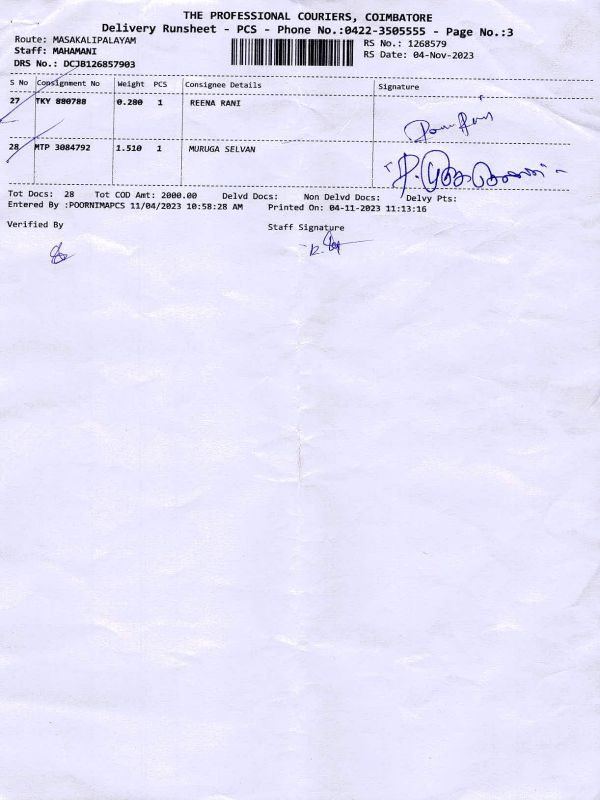 THE PROFESSIONAL COURIERS, COIMBATORE
Delivery Runsheet - PCS - Phone No.:0422-3505555 - Page No.:3
Route: MASAKALIPALAYAM
RS No.: 1268579
Staff: MAHAMANI
RS Date: 04-Nov-2023
DRS No.: DCJB126857903
S No Consignment No Weight PCS Consignee Details Signature
27 TKY 880788 0.280 1 REENA RANI
28 MTP 3084792 1.510 1 MURUGA SELVAN
Tot Docs: 28 Tot COD Amt: 2000.00 Delvd Docs: Non Delvd Docs: Delvy Pts:
Entered By :POORNIMAPCS 11/04/2023 10:58:28 AM Printed On: 04-11-2023 11:13:16
Verified By Staff Signature